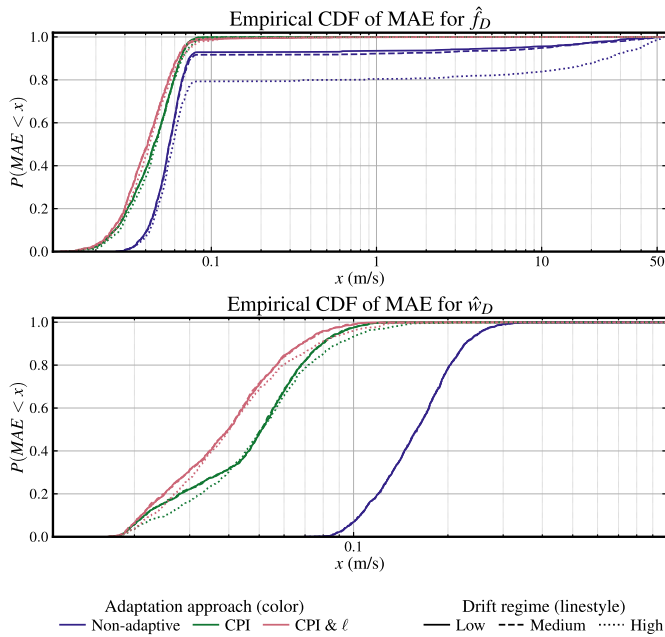 Empirical CDF of MAE for f̂_D
1.0
0.8
0.6
0.4
0.2
0.0
P(MAE < x)
0.1
1
10
50
x (m/s)
Empirical CDF of MAE for ŵ_D
1.0
0.8
0.6
0.4
0.2
0.0
P(MAE < x)
0.1
x (m/s)
Adaptation approach (color)
Non-adaptive CPI CPI & ℓ
Drift regime (linestyle)
Low Medium High